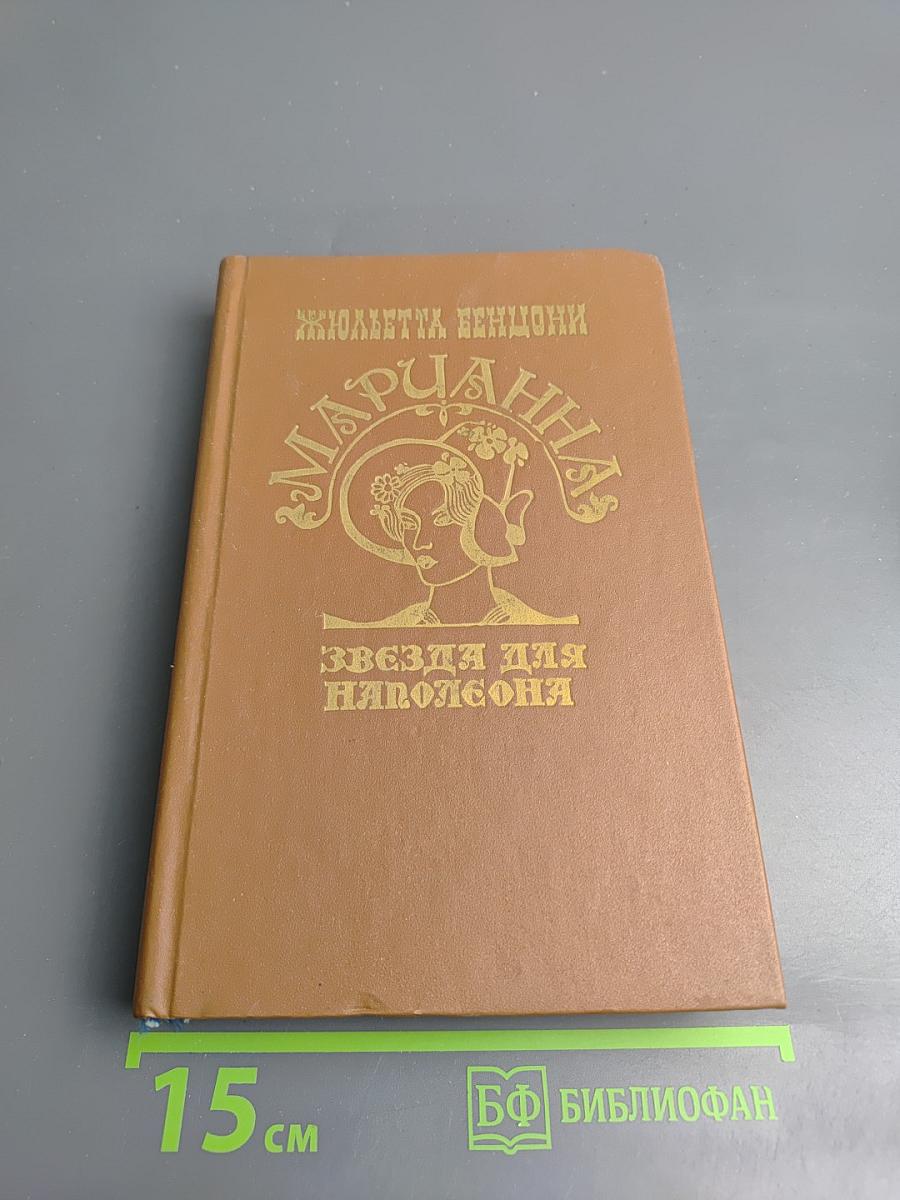 ЖЮЛЬЕТТА БЕНЦОНИ
МАРИАННА
ЗВЕЗДА ДЛЯ
НАПОЛЕОНА
15 см
БФ БИБЛИОФАН